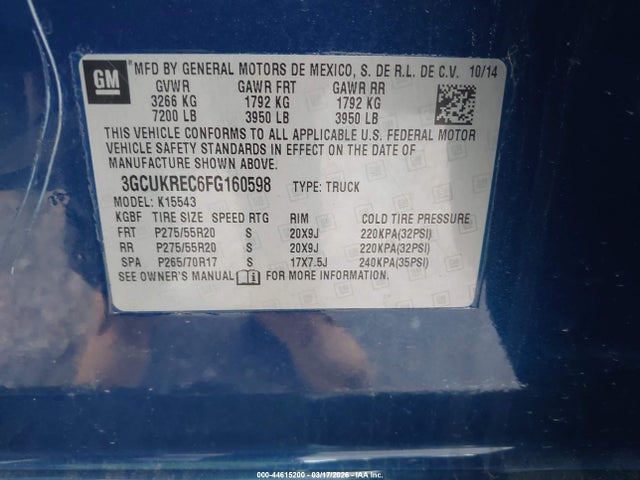 GM
MFD BY GENERAL MOTORS DE MEXICO, S. DE R.L. DE C.V. 10/14
GVWR GAWR FRT GAWR RR
3266 KG 1792 KG 1792 KG
7200 LB 3950 LB 3950 LB
THIS VEHICLE CONFORMS TO ALL APPLICABLE U.S. FEDERAL MOTOR
VEHICLE SAFETY STANDARDS IN EFFECT ON THE DATE OF
MANUFACTURE SHOWN ABOVE.
3GCUKREC6FG160598 TYPE: TRUCK
MODEL: K15543
KGBF TIRE SIZE SPEED RTG RIM COLD TIRE PRESSURE
FRT P275/55R20 S 20X9J 220KPA(32PSI)
RR P275/55R20 S 20X9J 220KPA(32PSI)
SPA P265/70R17 S 17X7.5J 240KPA(35PSI)
SEE OWNER'S MANUAL FOR MORE INFORMATION.
000-44615200 - 03/17/2026 - IAA Inc.